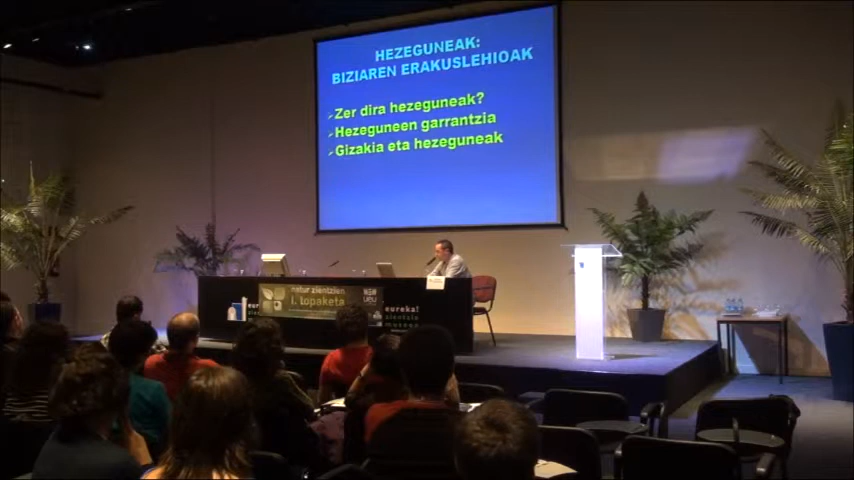 HEZEGUNEAK:
BIZIAREN ERAKUSLEHIOAK
➢Zer dira hezeguneak?
➢Hezeguneen garrantzia
➢Gizakia eta hezeguneak
natur zientzien
I. topaketa
eureka!
zientzia
museoa